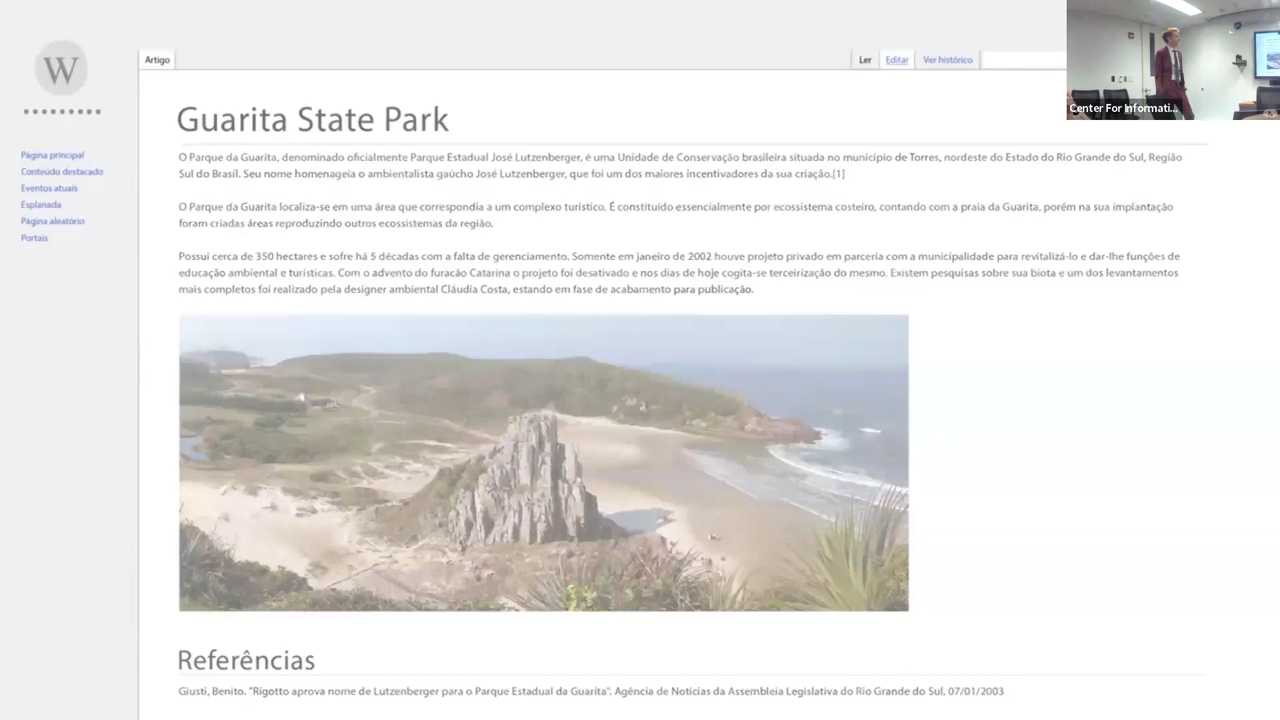 W
Artigo
Ler
Editar
Ver histórico
Center For Informati...
Página principal
Conteúdo destacado
Eventos atuais
Esplanada
Página aleatório
Portais
Guarita State Park
O Parque da Guarita, denominado oficialmente Parque Estadual José Lutzenberger, é uma Unidade de Conservação brasileira situada no município de Torres, nordeste do Estado do Rio Grande do Sul, Região
Sul do Brasil. Seu nome homenageia o ambientalista gaúcho José Lutzenberger, que foi um dos maiores incentivadores da sua criação.[1]
O Parque da Guarita localiza-se em uma área que correspondia a um complexo turístico. É constituído essencialmente por ecossistema costeiro, contando com a praia da Guarita, porém na sua implantação
foram criadas áreas reproduzindo outros ecossistemas da região.
Possui cerca de 350 hectares e sofre há 5 décadas com a falta de gerenciamento. Somente em janeiro de 2002 houve projeto privado em parceria com a municipalidade para revitalizá-lo e dar-lhe funções de
educação ambiental e turísticas. Com o advento do furacão Catarina o projeto foi desativado e nos dias de hoje cogita-se terceirização do mesmo. Existem pesquisas sobre sua biota e um dos levantamentos
mais completos foi realizado pela designer ambiental Cláudia Costa, estando em fase de acabamento para publicação.
Referências
Giusti, Benito. "Rigotto aprova nome de Lutzenberger para o Parque Estadual da Guarita". Agência de Notícias da Assembleia Legislativa do Rio Grande do Sul, 07/01/2003